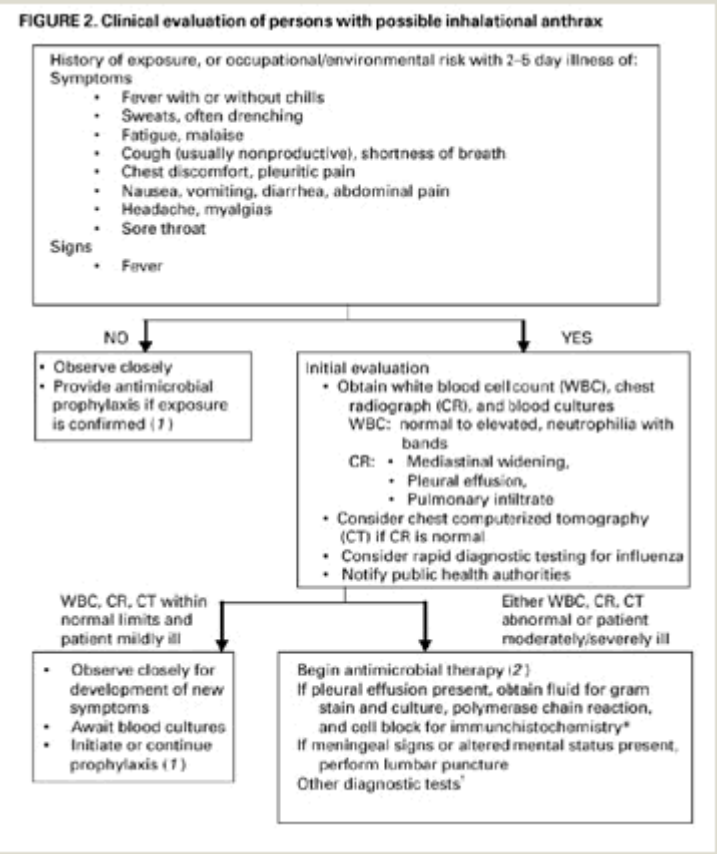 FIGURE 2. Clinical evaluation of persons with possible inhalational anthrax
History of exposure, or occupational/environmental risk with 2–5 day illness of:
Symptoms
• Fever with or without chills
• Sweats, often drenching
• Fatigue, malaise
• Cough (usually nonproductive), shortness of breath
• Chest discomfort, pleuritic pain
• Nausea, vomiting, diarrhea, abdominal pain
• Headache, myalgias
• Sore throat
Signs
• Fever
NO
YES
• Observe closely
• Provide antimicrobial
prophylaxis if exposure
is confirmed (1)
Initial evaluation
• Obtain white blood cell count (WBC), chest
radiograph (CR), and blood cultures
WBC: normal to elevated, neutrophilia with
bands
CR: • Mediastinal widening,
• Pleural effusion,
• Pulmonary infiltrate
• Consider chest computerized tomography
(CT) if CR is normal
• Consider rapid diagnostic testing for influenza
• Notify public health authorities
WBC, CR, CT within
normal limits and
patient mildly ill
Either WBC, CR, CT
abnormal or patient
moderately/severely ill
• Observe closely for
development of new
symptoms
• Await blood cultures
• Initiate or continue
prophylaxis (1)
Begin antimicrobial therapy (2)
If pleural effusion present, obtain fluid for gram
stain and culture, polymerase chain reaction,
and cell block for immunchistochemistry*
If meningeal signs or altered mental status present,
perform lumbar puncture
Other diagnostic tests†